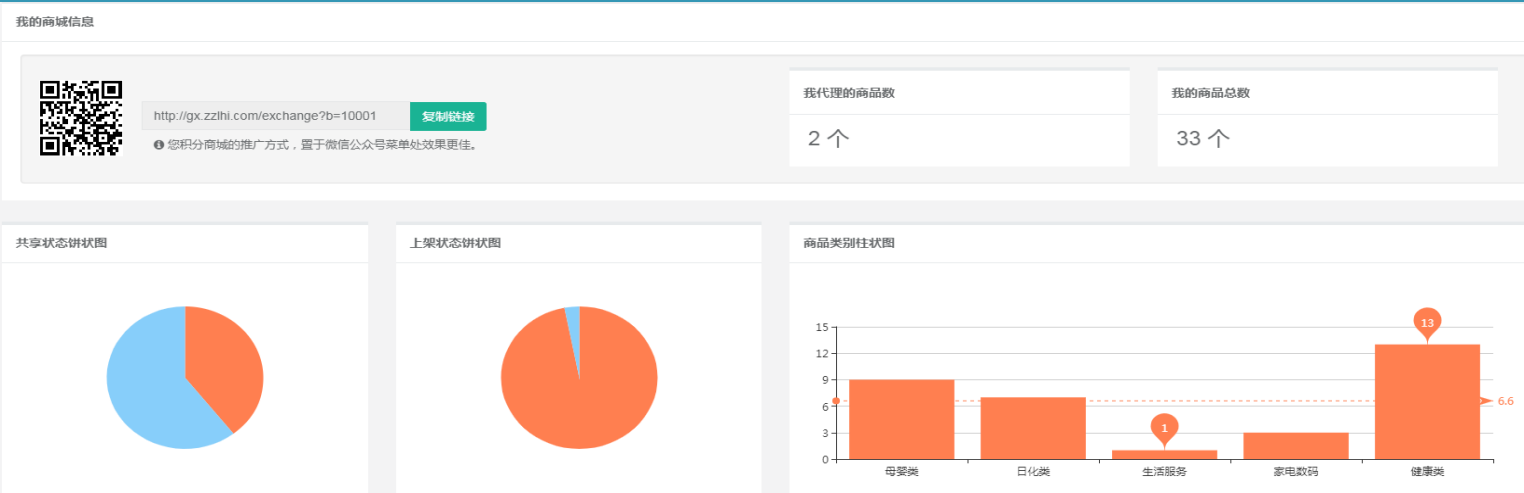 我的商城信息
http://gx.zzlhi.com/exchange?b=10001
复制链接
您积分商城的推广方式，置于微信公众号菜单处效果更佳。
我代理的商品数
2 个
我的商品总数
33 个
共享状态饼状图
上架状态饼状图
商品类别柱状图
15
12
9
6
3
0
13
1
6.6
母婴类
日化类
生活服务
家电数码
健康类